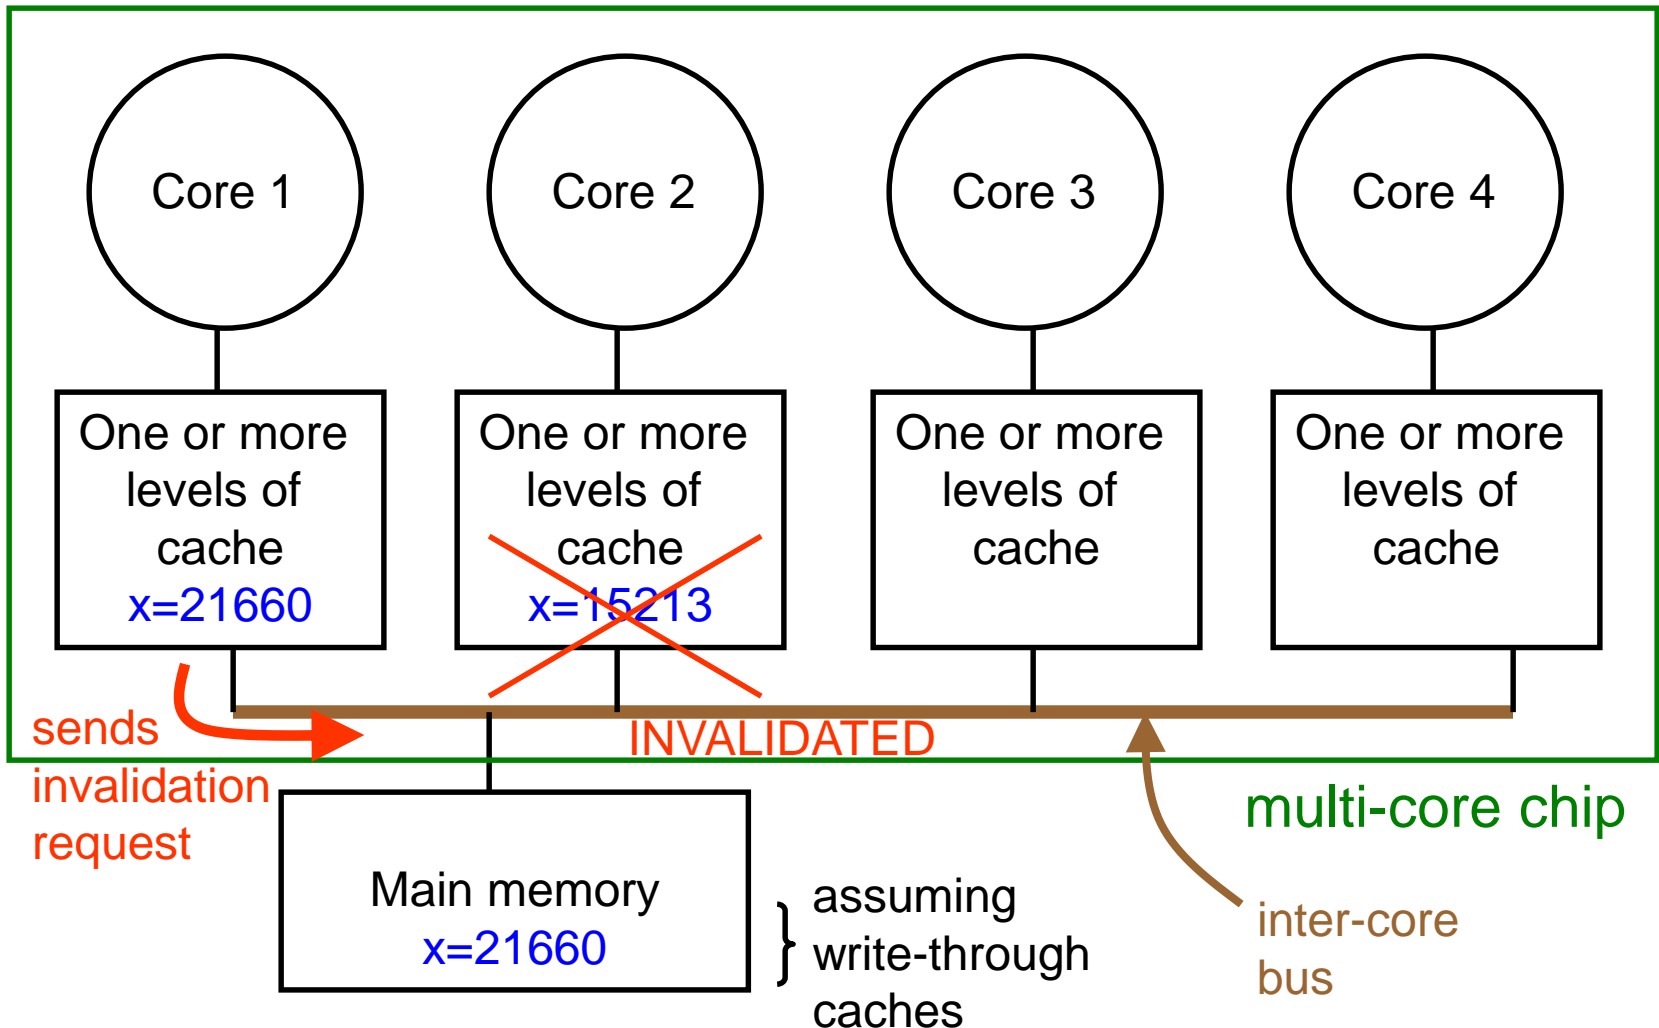 Core 1
Core 2
Core 3
Core 4
One or more
levels of
cache
x=21660
One or more
levels of
cache
x=15213
One or more
levels of
cache
One or more
levels of
cache
sends
invalidation
request
INVALIDATED
multi-core chip
Main memory
x=21660
assuming
write-through
caches
inter-core
bus